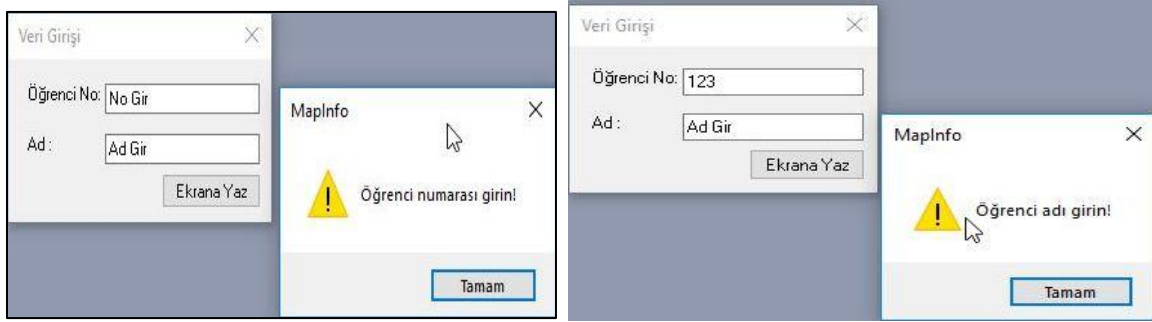 Veri Girişi
Öğrenci No: No Gir
Ad : Ad Gir
Ekrana Yaz
MapInfo
Öğrenci numarası girin!
Tamam
Veri Girişi
Öğrenci No: 123
Ad : Ad Gir
Ekrana Yaz
MapInfo
Öğrenci adı girin!
Tamam